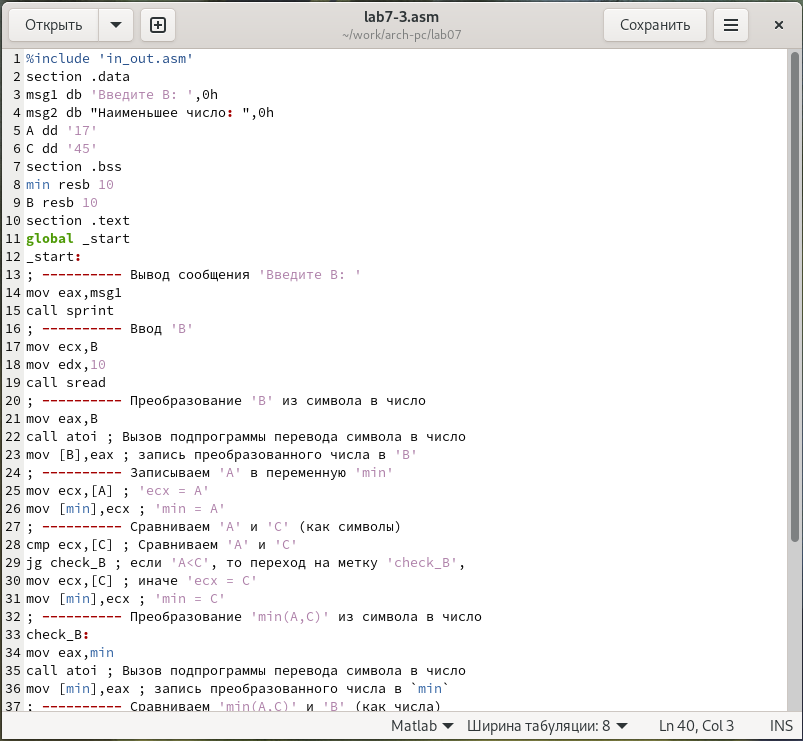 Открыть
lab7-3.asm
~/work/arch-pc/lab07
Сохранить
1 %include 'in_out.asm'
2 section .data
3 msg1 db 'Введите B: ',0h
4 msg2 db "Наименьшее число: ",0h
5 A dd '17'
6 C dd '45'
7 section .bss
8 min resb 10
9 B resb 10
10 section .text
11 global _start
12 _start:
13 ; ---------- Вывод сообщения 'Введите B: '
14 mov eax,msg1
15 call sprint
16 ; ---------- Ввод 'B'
17 mov ecx,B
18 mov edx,10
19 call sread
20 ; ---------- Преобразование 'B' из символа в число
21 mov eax,B
22 call atoi ; Вызов подпрограммы перевода символа в число
23 mov [B],eax ; запись преобразованного числа в 'B'
24 ; ---------- Записываем 'A' в переменную 'min'
25 mov ecx,[A] ; 'ecx = A'
26 mov [min],ecx ; 'min = A'
27 ; ---------- Сравниваем 'A' и 'С' (как символы)
28 cmp ecx,[C] ; Сравниваем 'A' и 'С'
29 jg check_B ; если 'A<C', то переход на метку 'check_B',
30 mov ecx,[C] ; иначе 'ecx = C'
31 mov [min],ecx ; 'min = C'
32 ; ---------- Преобразование 'min(A,C)' из символа в число
33 check_B:
34 mov eax,min
35 call atoi ; Вызов подпрограммы перевода символа в число
36 mov [min],eax ; запись преобразованного числа в `min`
37 ; ---------- Сравниваем 'min(A,C)' и 'B' (как числа)
Matlab
Ширина табуляции: 8
Ln 40, Col 3
INS